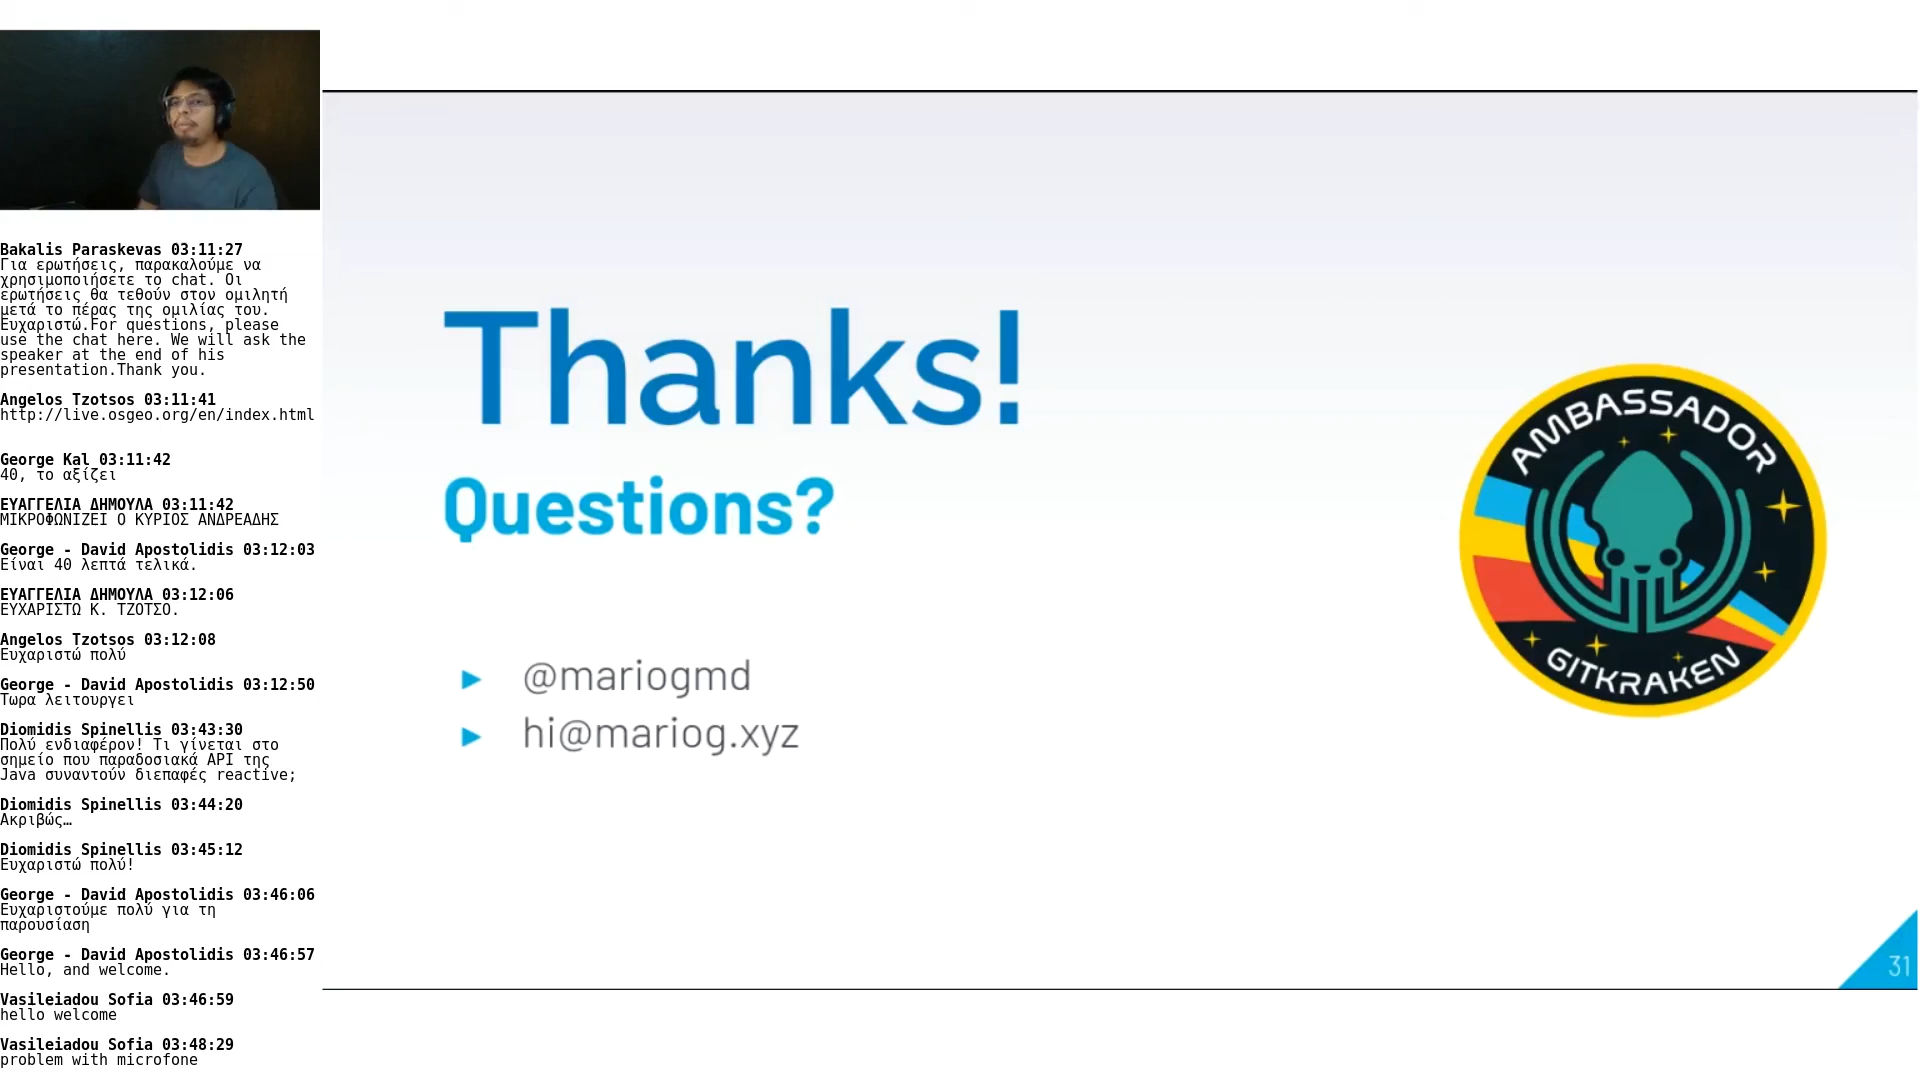 Bakalis Paraskevas 03:11:27
Για ερωτήσεις, παρακαλούμε να
χρησιμοποιήσετε το chat. Οι
ερωτήσεις θα τεθούν στον ομιλητή
μετά το πέρας της ομιλίας του.
Ευχαριστώ.For questions, please
use the chat here. We will ask the
speaker at the end of his
presentation.Thank you.
Angelos Tzotsos 03:11:41
http://live.osgeo.org/en/index.html
George Kal 03:11:42
40, το αξίζει
ΕΥΑΓΓΕΛΙΑ ΔΗΜΟΥΛΑ 03:11:42
ΜΙΚΡΟΦΩΝΙΖΕΙ Ο ΚΥΡΙΟΣ ΑΝΔΡΕΑΔΗΣ
George - David Apostolidis 03:12:03
Είναι 40 λεπτά τελικά.
ΕΥΑΓΓΕΛΙΑ ΔΗΜΟΥΛΑ 03:12:06
ΕΥΧΑΡΙΣΤΩ Κ. ΤΖΟΤΣΟ.
Angelos Tzotsos 03:12:08
Ευχαριστώ πολύ
George - David Apostolidis 03:12:50
Τωρα λειτουργει
Diomidis Spinellis 03:43:30
Πολύ ενδιαφέρον! Τι γίνεται στο
σημείο που παραδοσιακά API της
Java συναντούν διεπαφές reactive;
Diomidis Spinellis 03:44:20
Ακριβώς…
Diomidis Spinellis 03:45:12
Ευχαριστώ πολύ!
George - David Apostolidis 03:46:06
Ευχαριστούμε πολύ για τη
παρουσίαση
George - David Apostolidis 03:46:57
Hello, and welcome.
Vasileiadou Sofia 03:46:59
hello welcome
Vasileiadou Sofia 03:48:29
problem with microfone
Thanks!
Questions?
► @mariogmd
► hi@mariog.xyz
AMBASSADOR
GITKRAKEN
31